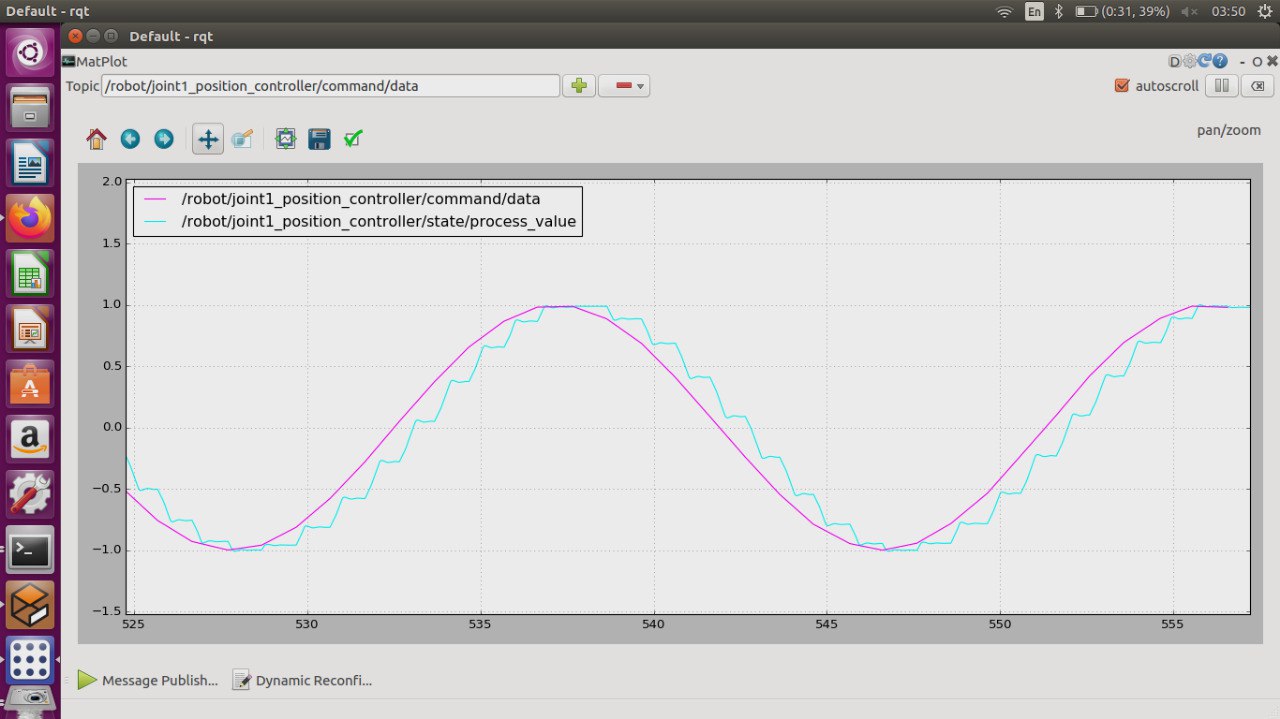 Default - rqt
En
(0:31, 39%)
03:50
Default - rqt
MatPlot
D
?
- O
Topic
/robot/joint1_position_controller/command/data
autoscroll
pan/zoom
/robot/joint1_position_controller/command/data
/robot/joint1_position_controller/state/process_value
2.0
1.5
1.0
0.5
0.0
−0.5
−1.0
−1.5
525
530
535
540
545
550
555
Message Publish...
Dynamic Reconfi...
A
a
>_